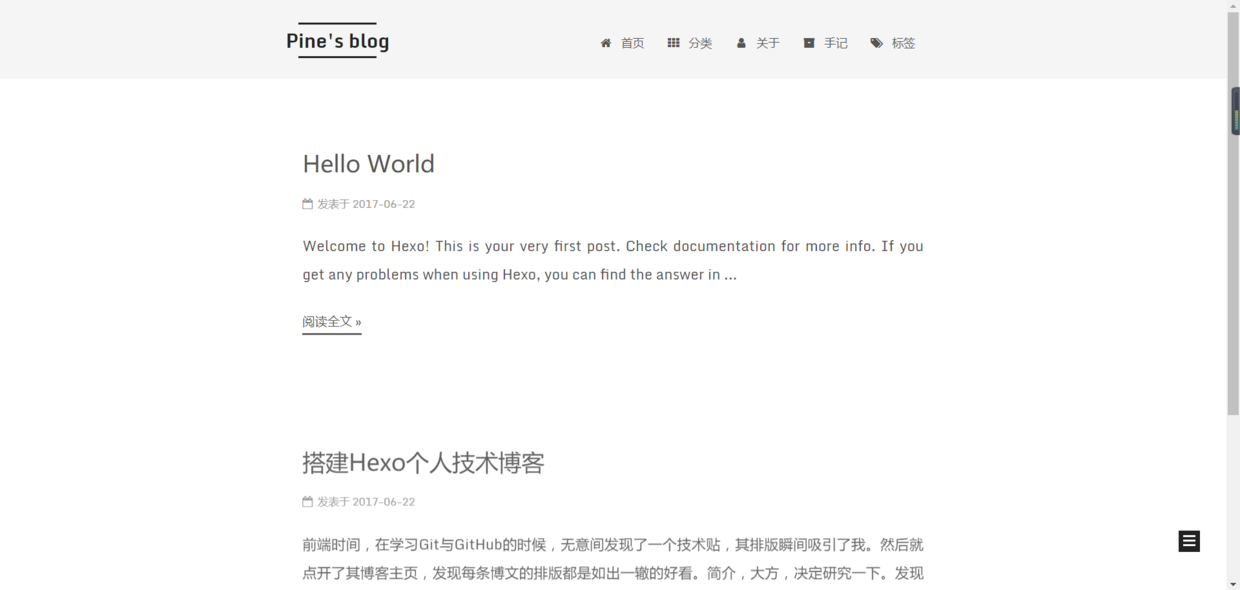 Pine's blog
首页 分类 关于 手记 标签
Hello World
发表于 2017-06-22
Welcome to Hexo! This is your very first post. Check documentation for more info. If you
get any problems when using Hexo, you can find the answer in ...
阅读全文 »
搭建Hexo个人技术博客
发表于 2017-06-22
前端时间，在学习Git与GitHub的时候，无意间发现了一个技术贴，其排版瞬间吸引了我。然后就
点开了其博客主页，发现每条博文的排版都是如出一辙的好看。简介，大方，决定研究一下。发现